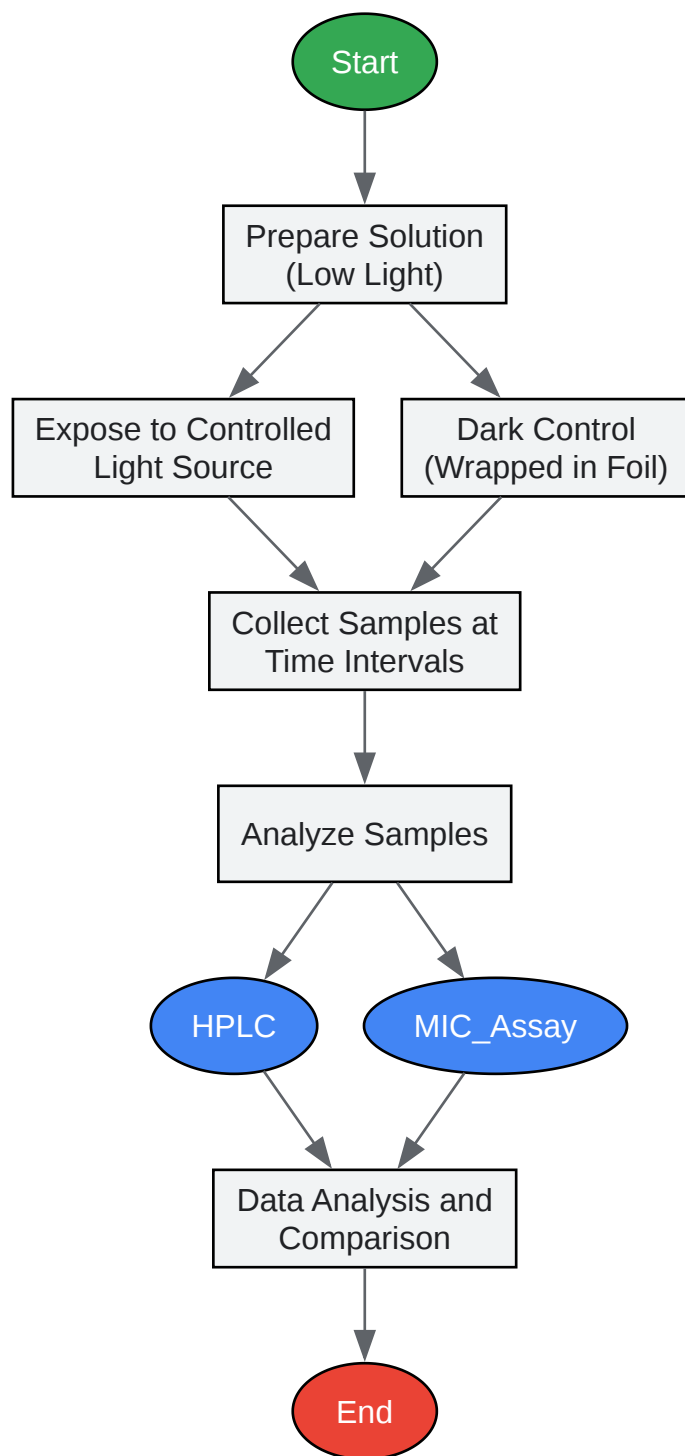 Start
Prepare Solution
(Low Light)
Expose to Controlled
Light Source
Dark Control
(Wrapped in Foil)
Collect Samples at
Time Intervals
Analyze Samples
HPLC
MIC_Assay
Data Analysis and
Comparison
End